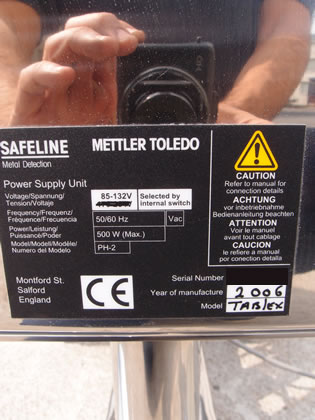 SAFELINE
Metal Detection
METTLER TOLEDO
Power Supply Unit
Voltage/Spannung/
Tension/Voltaje
85-132V
Selected by
internal switch
Frequency/Frequenz/
Fréquence/Frecuencia
50/60 Hz
Vac
Power/Leistung/
Puissance/Poder
500 W (Max.)
Model/Modell/Modèle/
Numero del Modelo
PH-2
CAUTION
Refer to manual for
connection details
ACHTUNG
vor inbetriebnahme
Bedienanleitung beachten
ATTENTION
Voir le manuel
avant tout cablage
CAUCION
le refiere a manual
por conection details
Montford St.
Salford
England
CE
Serial Number
Year of manufacture 2006
Model TABLEX